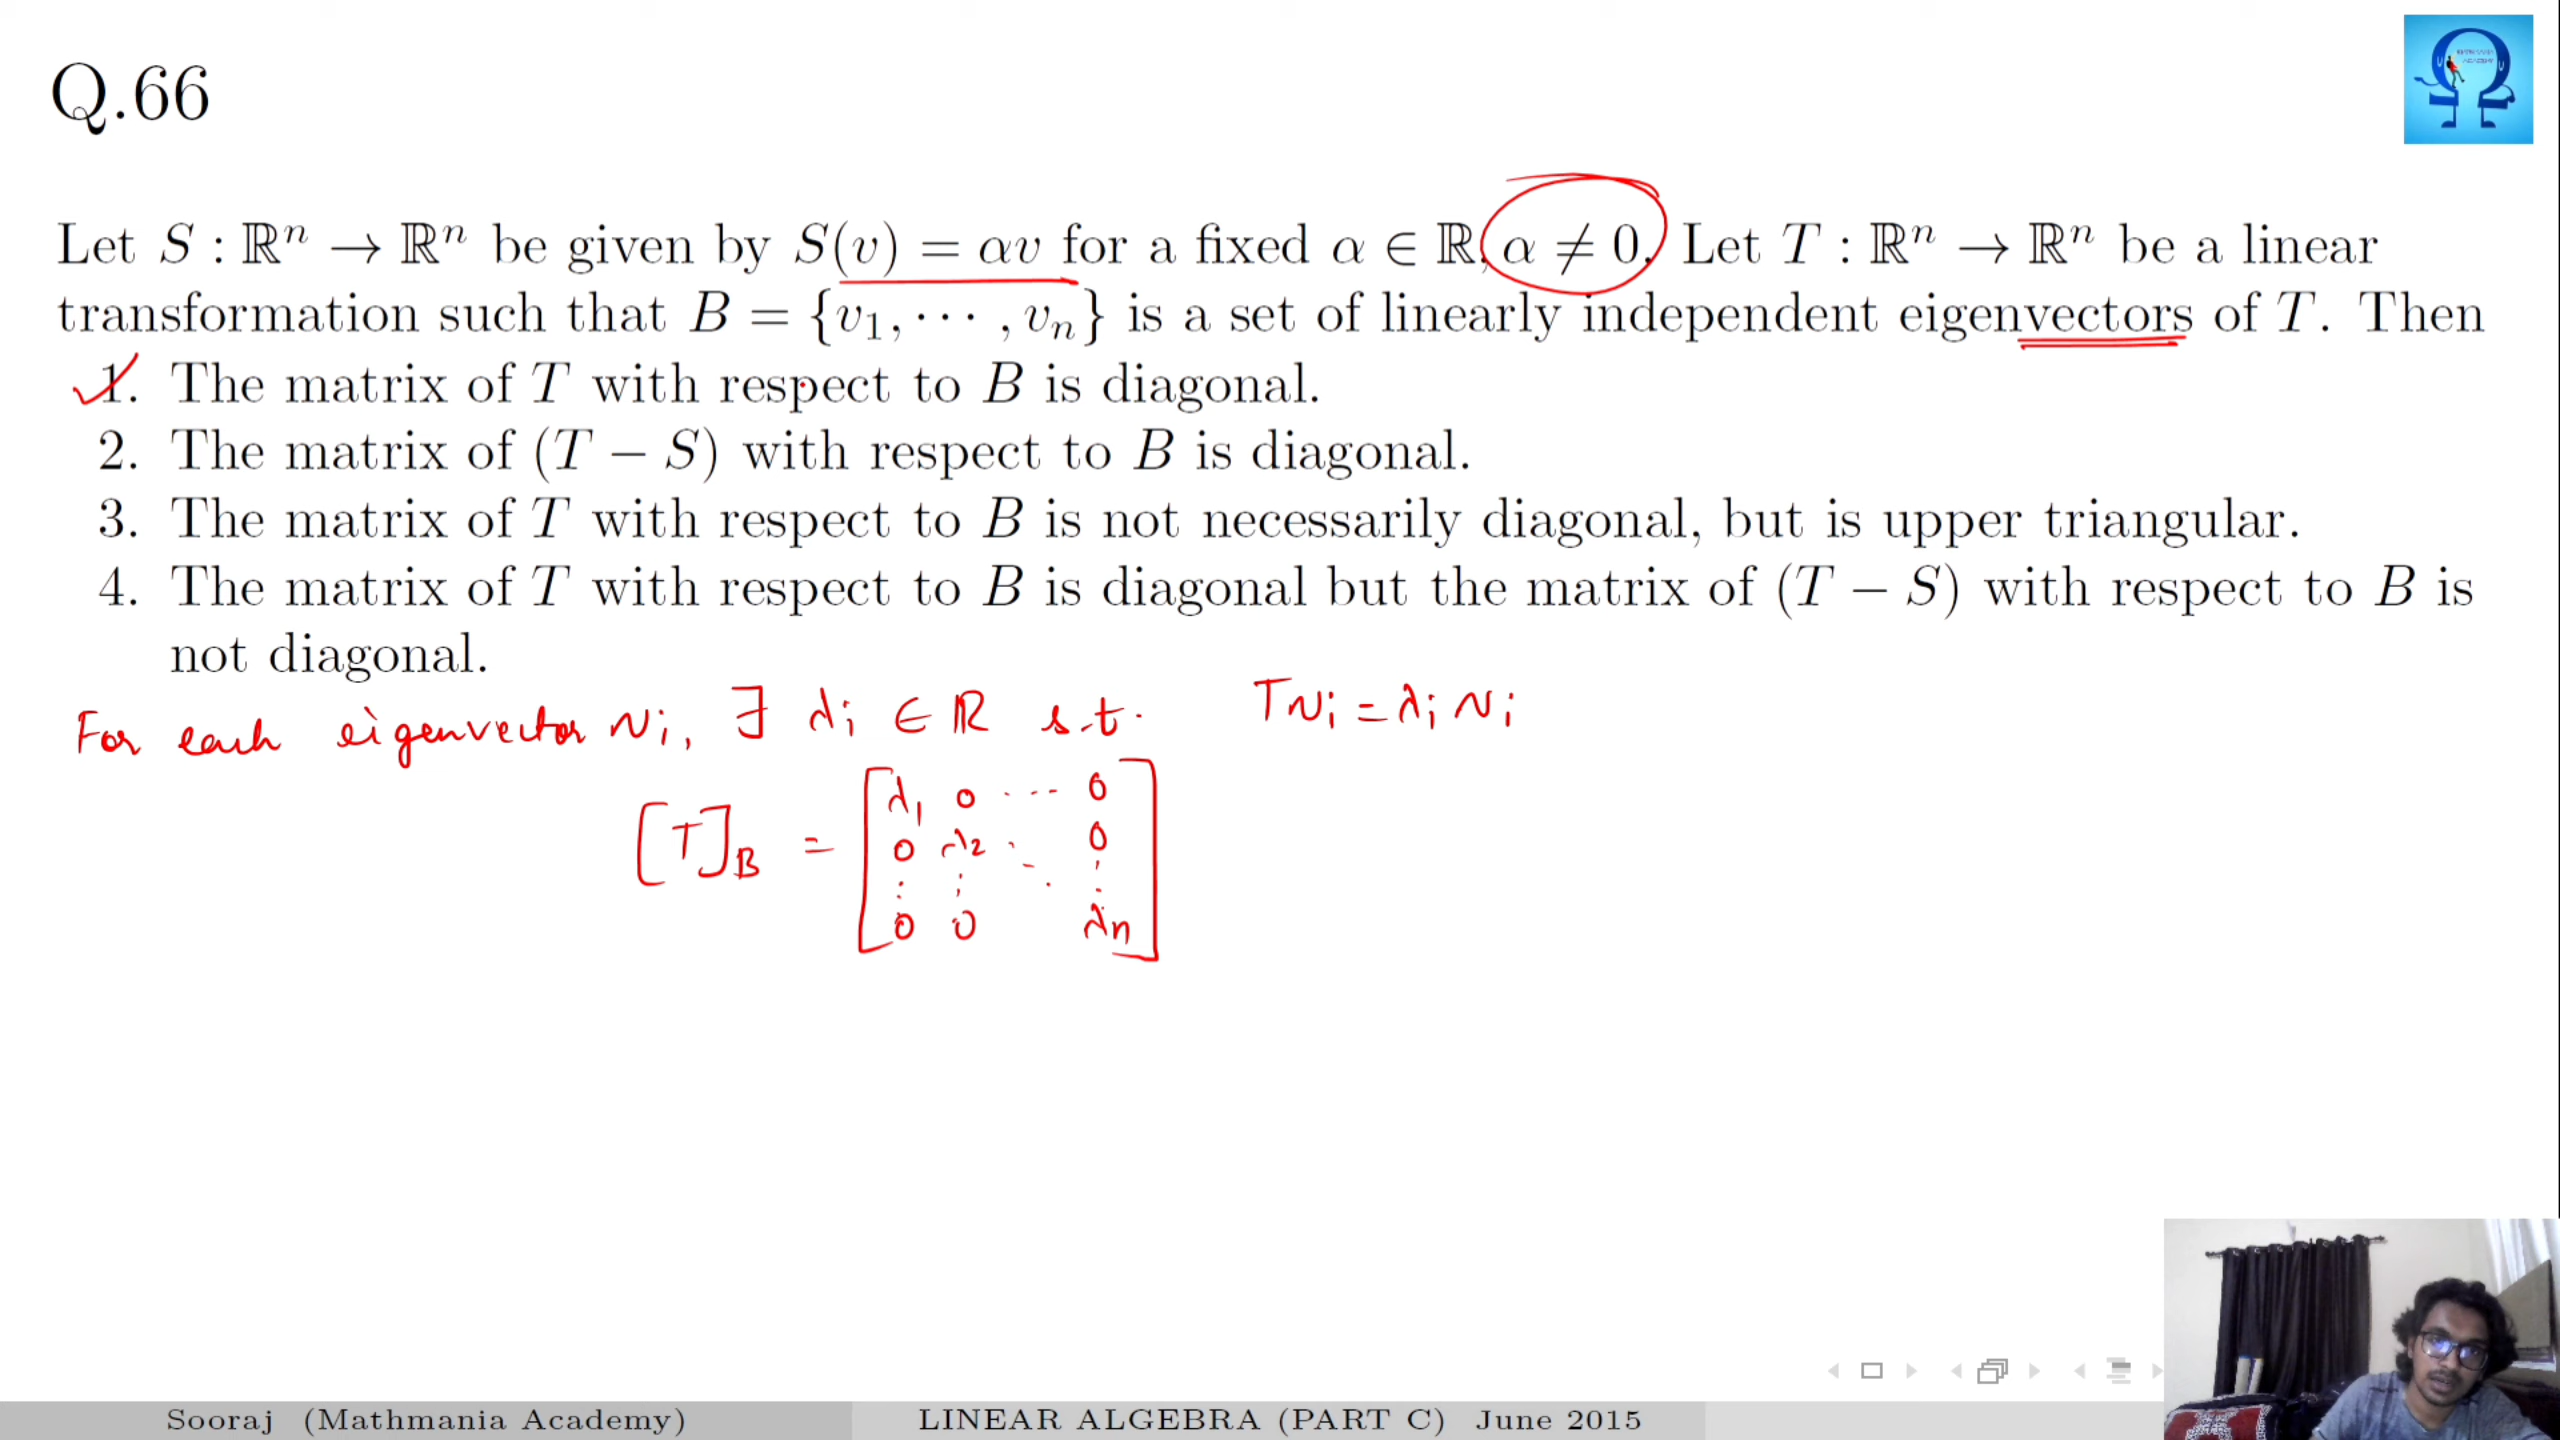 Q.66
Let S : ℝⁿ → ℝⁿ be given by S(v) = αv for a fixed α ∈ ℝ, α ≠ 0. Let T : ℝⁿ → ℝⁿ be a linear
transformation such that B = {v₁, ⋯ , vₙ} is a set of linearly independent eigenvectors of T. Then
1. The matrix of T with respect to B is diagonal.
2. The matrix of (T − S) with respect to B is diagonal.
3. The matrix of T with respect to B is not necessarily diagonal, but is upper triangular.
4. The matrix of T with respect to B is diagonal but the matrix of (T − S) with respect to B is
not diagonal.
For each eigenvector vᵢ, ∃ λᵢ ∈ ℝ s.t. Tvᵢ = λᵢ vᵢ
[T]_B = [λ₁ 0 ⋯ 0
0 λ₂ ⋱ 0
⋮ ⋮ ⋱ ⋮
0 0 λₙ]
Sooraj (Mathmania Academy) LINEAR ALGEBRA (PART C) June 2015